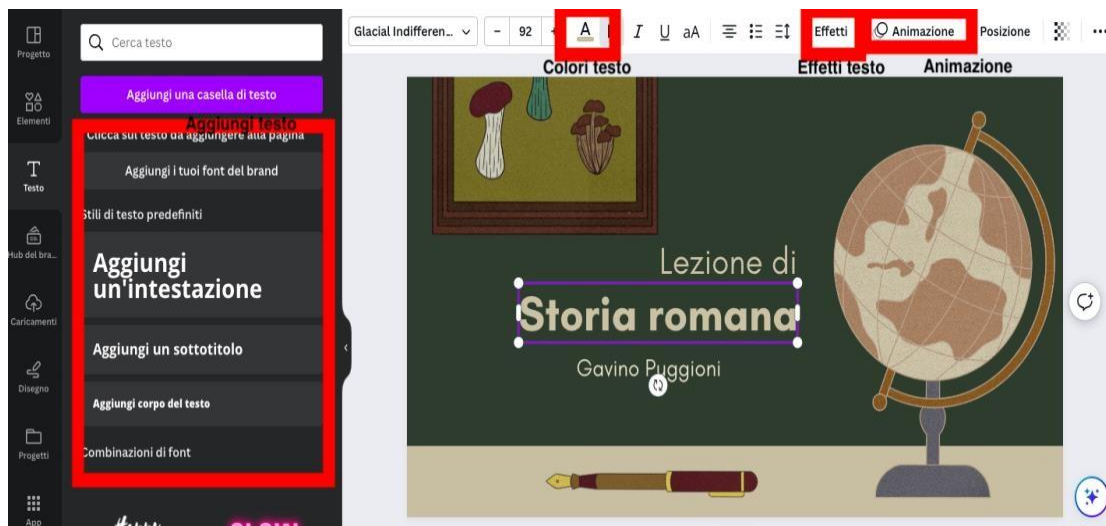 Progetto
Elementi
Testo
Hub del bra...
Caricamenti
Disegno
Progetti
App
Cerca testo
Aggiungi una casella di testo
Aggiungi testo
Clicca sul testo da aggiungere alla pagina
Aggiungi i tuoi font del brand
Stili di testo predefiniti
Aggiungi
un'intestazione
Aggiungi un sottotitolo
Aggiungi corpo del testo
Combinazioni di font
Glacial Indifferen...
- 92 +
A I U aA
Effetti
Animazione
Posizione
Colori testo
Effetti testo
Animazione
Lezione di
Storia romana
Gavino Puggioni